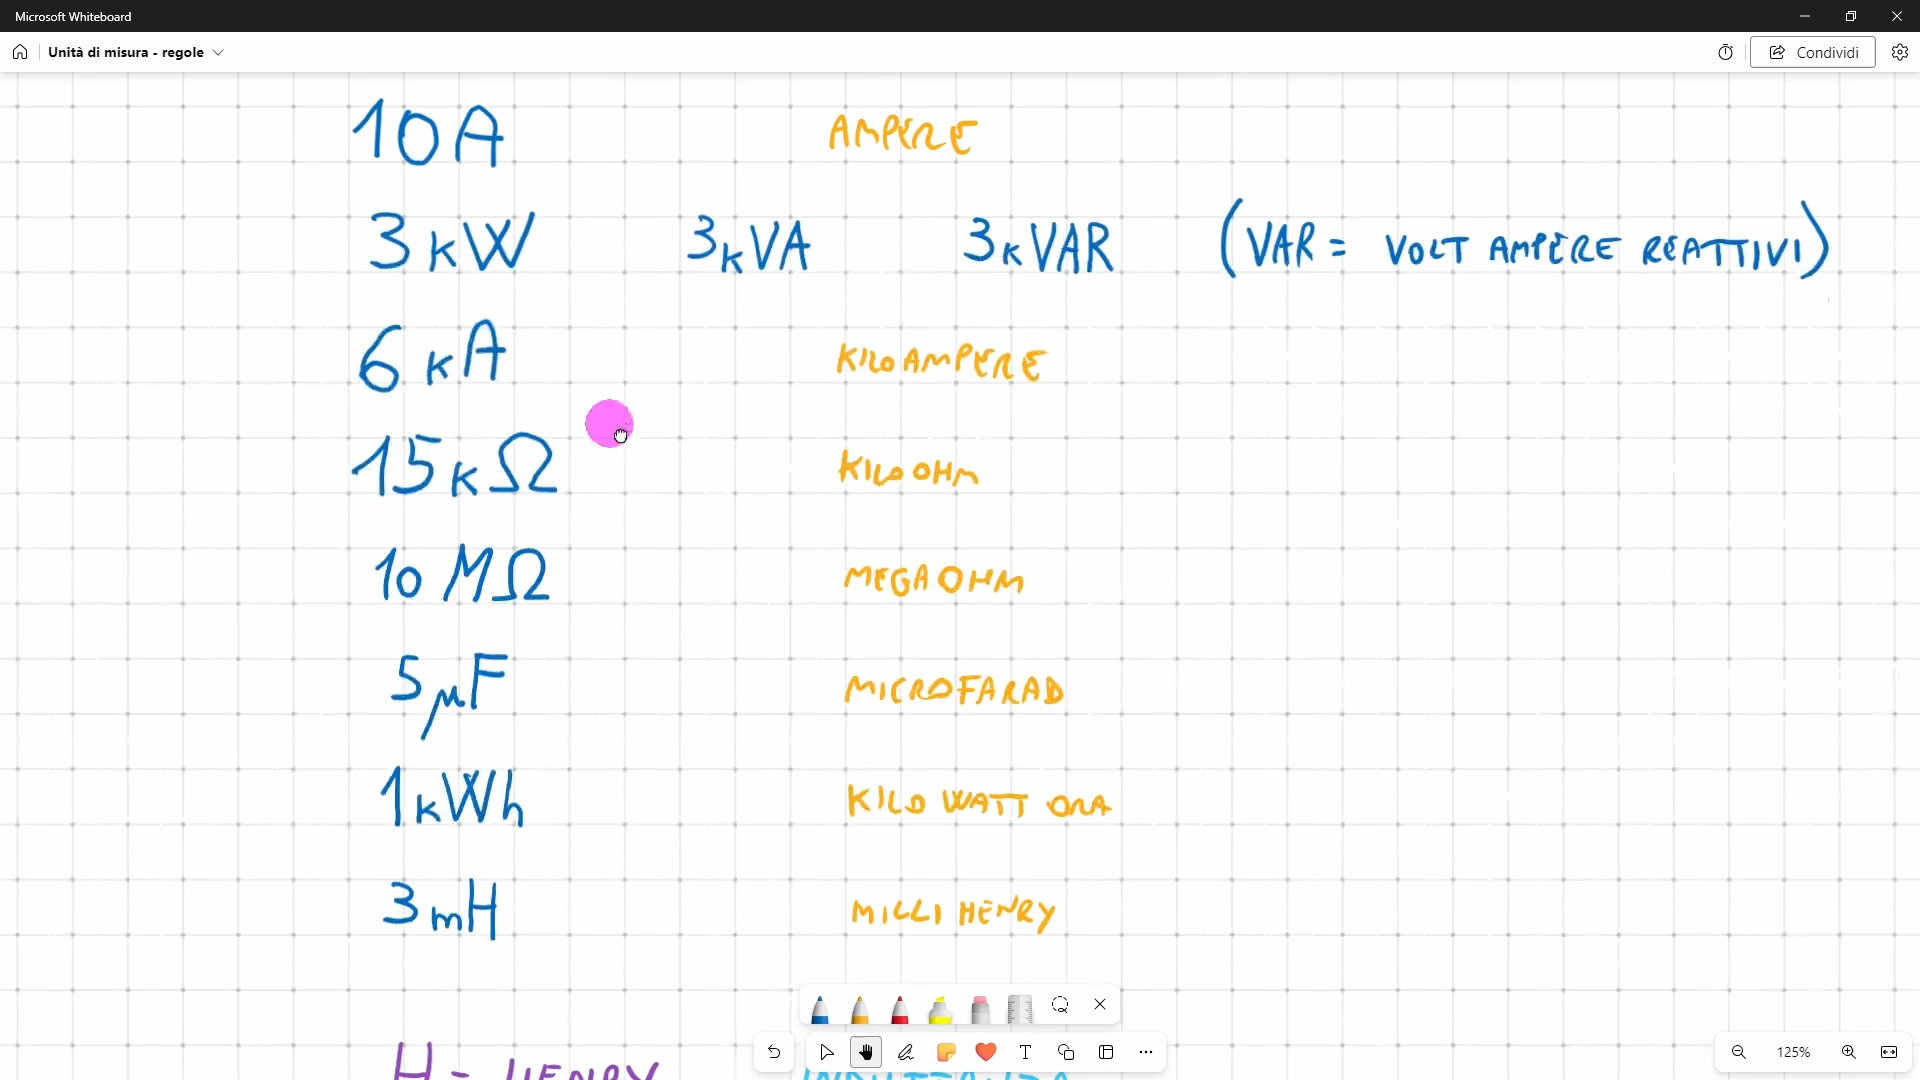 Microsoft Whiteboard
Unità di misura - regole
Condividi
10 A AMPERE
3 kW 3 kVA 3 kVAR (VAR = VOLT AMPERE REATTIVI)
6 kA KILO AMPERE
15 kΩ KILO OHM
10 MΩ MEGA OHM
5 μF MICROFARAD
1 kWh KILO WATT ORA
3 mH MILLI HENRY
H = HENRY INDUTTANZA
125%